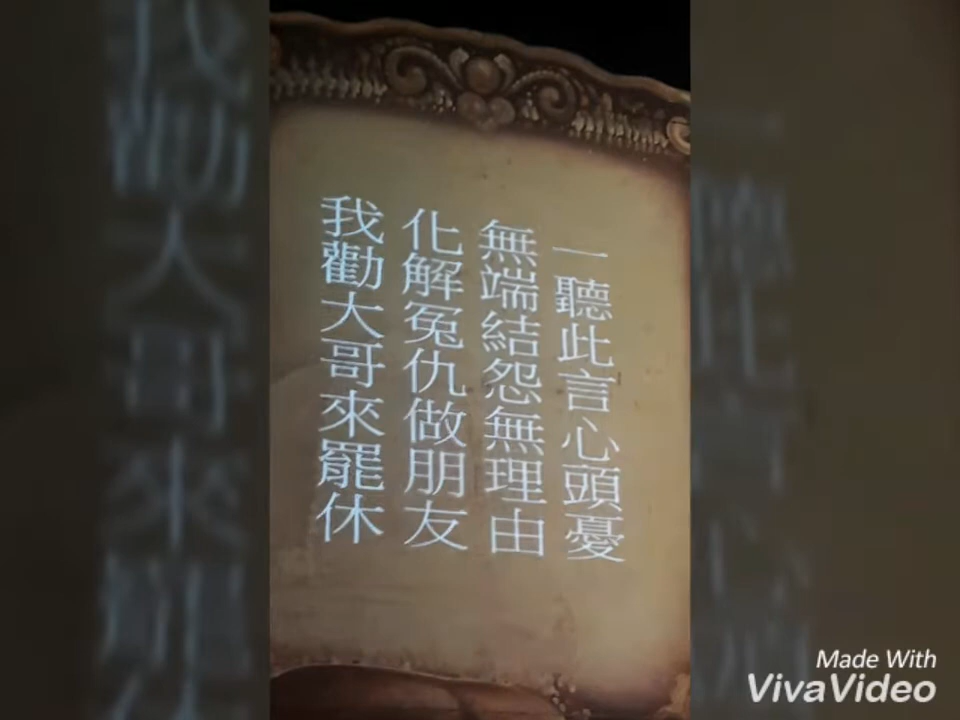 一聽此言心頭憂
無端結怨無理由
化解冤仇做朋友
我勸大哥來罷休
Made With
VivaVideo